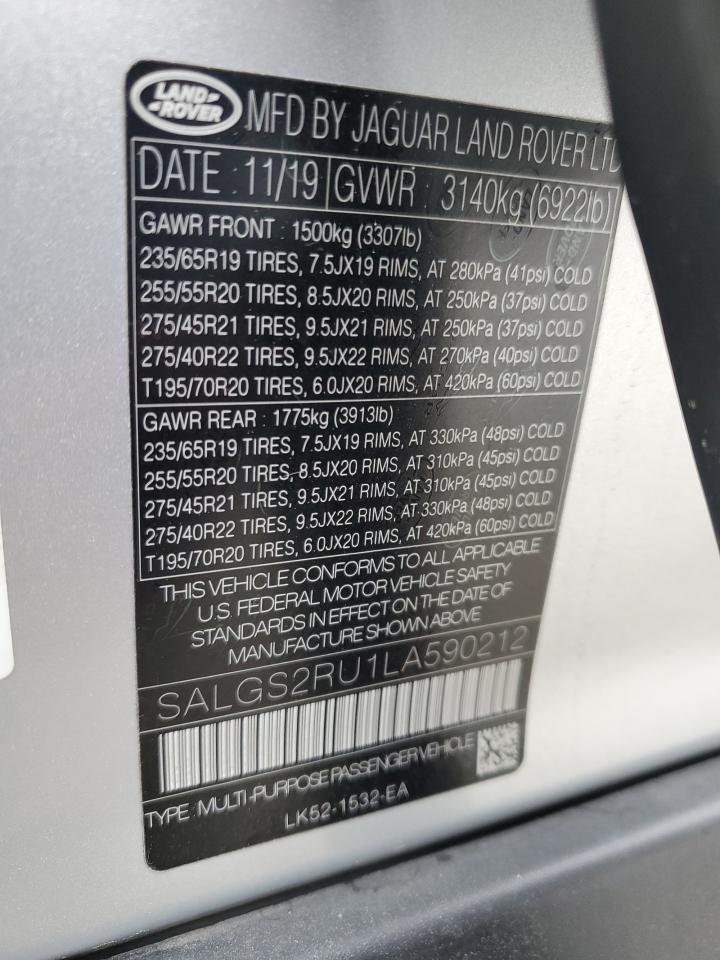 LAND ROVER
MFD BY JAGUAR LAND ROVER LTD
DATE : 11/19 GVWR : 3140kg (6922lb)
GAWR FRONT : 1500kg (3307lb)
235/65R19 TIRES, 7.5JX19 RIMS, AT 280kPa (41psi) COLD
255/55R20 TIRES, 8.5JX20 RIMS, AT 250kPa (37psi) COLD
275/45R21 TIRES, 9.5JX21 RIMS, AT 250kPa (37psi) COLD
275/40R22 TIRES, 9.5JX22 RIMS, AT 270kPa (40psi) COLD
T195/70R20 TIRES, 6.0JX20 RIMS, AT 420kPa (60psi) COLD
GAWR REAR : 1775kg (3913lb)
235/65R19 TIRES, 7.5JX19 RIMS, AT 330kPa (48psi) COLD
255/55R20 TIRES, 8.5JX20 RIMS, AT 310kPa (45psi) COLD
275/45R21 TIRES, 9.5JX21 RIMS, AT 310kPa (45psi) COLD
275/40R22 TIRES, 9.5JX22 RIMS, AT 330kPa (48psi) COLD
T195/70R20 TIRES, 6.0JX20 RIMS, AT 420kPa (60psi) COLD
THIS VEHICLE CONFORMS TO ALL APPLICABLE
U.S. FEDERAL MOTOR VEHICLE SAFETY
STANDARDS IN EFFECT ON THE DATE OF
MANUFACTURE SHOWN ABOVE
SALGS2RU1LA590212
TYPE : MULTI-PURPOSE PASSENGER VEHICLE
LK52-1532-EA